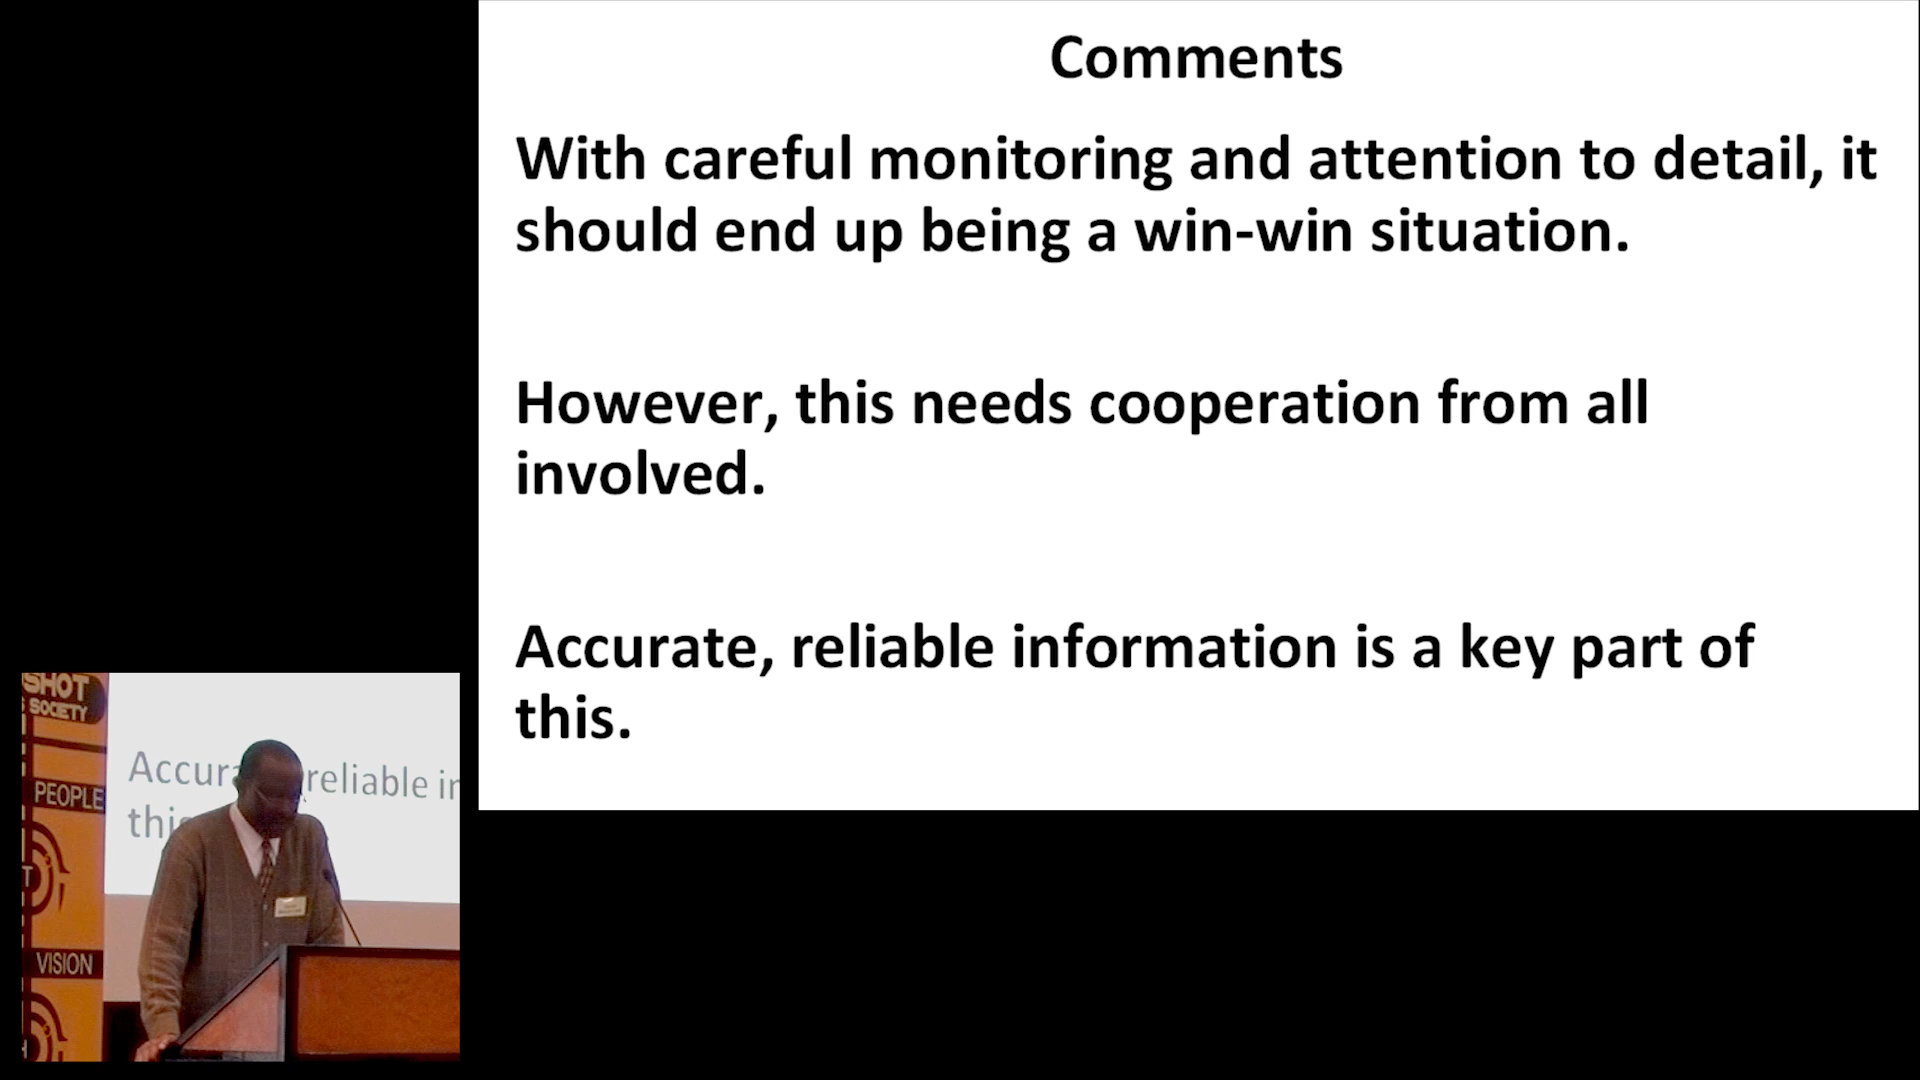 Comments
With careful monitoring and attention to detail, it
should end up being a win-win situation.
However, this needs cooperation from all
involved.
Accurate, reliable information is a key part of
this.
SHOT
SOCIETY
PEOPLE
VISION
reliable